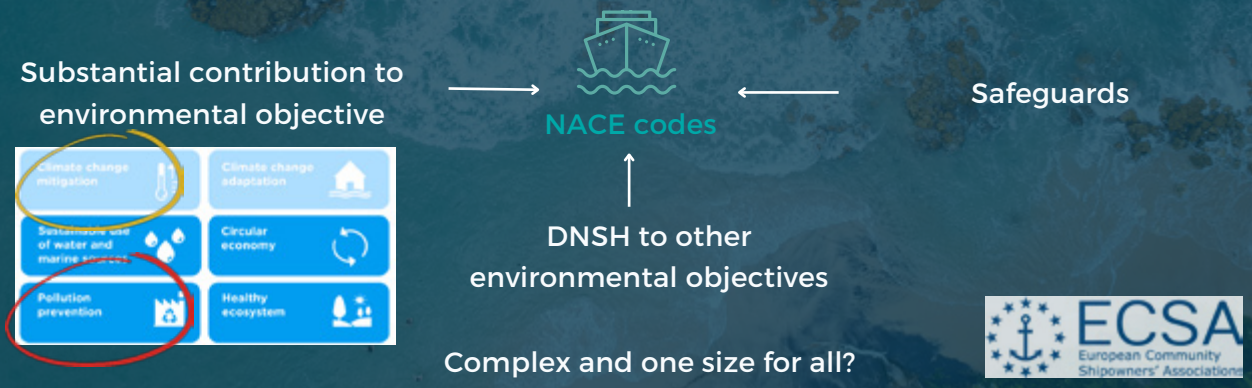 Substantial contribution to
environmental objective
NACE codes
Safeguards
Climate change
mitigation
Climate change
adaptation
Sustainable use
of water and
marine sources
Circular
economy
Pollution
prevention
Healthy
ecosystem
DNSH to other
environmental objectives
Complex and one size for all?
ECSA
European Community
Shipowners' Associations